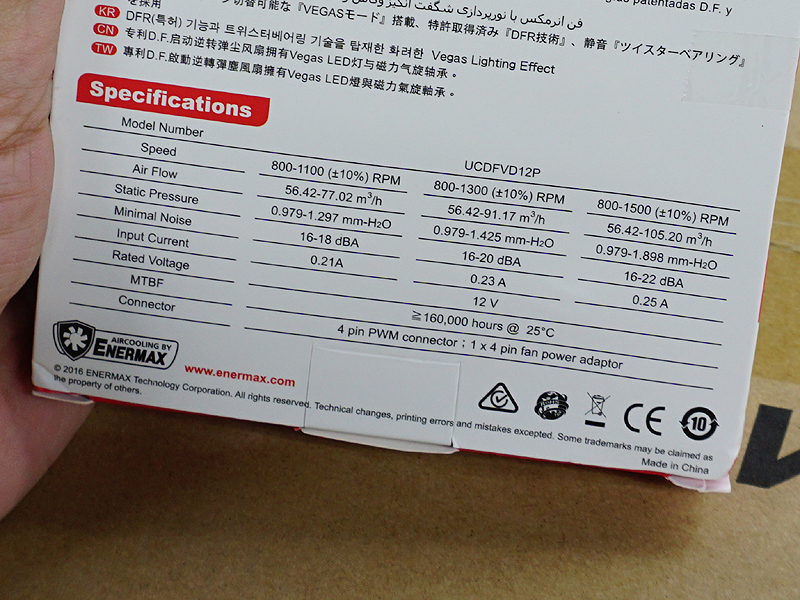 patentadas D.F. y
فن انرمکس با نورپردازی شگفت انگیز وگاس
を採用
切替可能な『VEGASモード』搭載、特許取得済み『DFR技術』、静音『ツイスターベアリング』
KR DFR(특허) 기능과 트위스터베어링 기술을 탑재한 화려한 Vegas Lighting Effect
CN 专利D.F.启动逆转弹尘风扇拥有Vegas LED灯与磁力气旋轴承。
TW 專利D.F.啟動逆轉彈塵風扇擁有Vegas LED燈與磁力氣旋軸承。
Specifications
Model Number UCDFVD12P
Speed 800-1100 (±10%) RPM 800-1300 (±10%) RPM 800-1500 (±10%) RPM
Air Flow 56.42-77.02 m³/h 56.42-91.17 m³/h 56.42-105.20 m³/h
Static Pressure 0.979-1.297 mm-H₂O 0.979-1.425 mm-H₂O 0.979-1.898 mm-H₂O
Minimal Noise 16-18 dBA 16-20 dBA 16-22 dBA
Input Current 0.21A 0.23 A 0.25 A
Rated Voltage 12 V
MTBF ≧160,000 hours @ 25°C
Connector 4 pin PWM connector ; 1 x 4 pin fan power adaptor
AIRCOOLING BY
ENERMAX
www.enermax.com
© 2016 ENERMAX Technology Corporation. All rights reserved. Technical changes, printing errors and mistakes excepted. Some trademarks may be claimed as
the property of others.
CE
10
Made in China